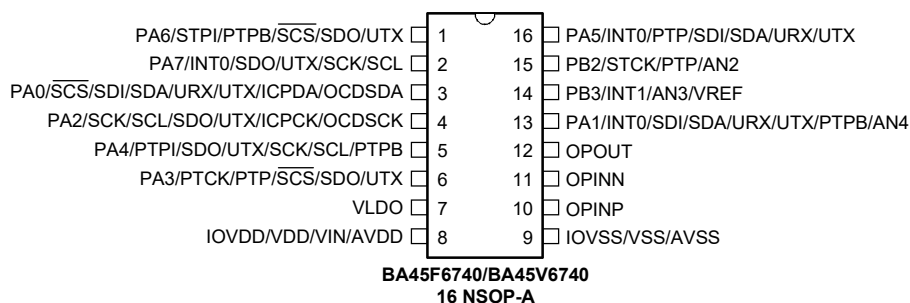 PA6/STPI/PTPB/SCS/SDO/UTX 1 16 PA5/INT0/PTP/SDI/SDA/URX/UTX
PA7/INT0/SDO/UTX/SCK/SCL 2 15 PB2/STCK/PTP/AN2
PA0/SCS/SDI/SDA/URX/UTX/ICPDA/OCDSDA 3 14 PB3/INT1/AN3/VREF
PA2/SCK/SCL/SDO/UTX/ICPCK/OCDSCK 4 13 PA1/INT0/SDI/SDA/URX/UTX/PTPB/AN4
PA4/PTPI/SDO/UTX/SCK/SCL/PTPB 5 12 OPOUT
PA3/PTCK/PTP/SCS/SDO/UTX 6 11 OPINN
VLDO 7 10 OPINP
IOVDD/VDD/VIN/AVDD 8 9 IOVSS/VSS/AVSS
BA45F6740/BA45V6740
16 NSOP-A